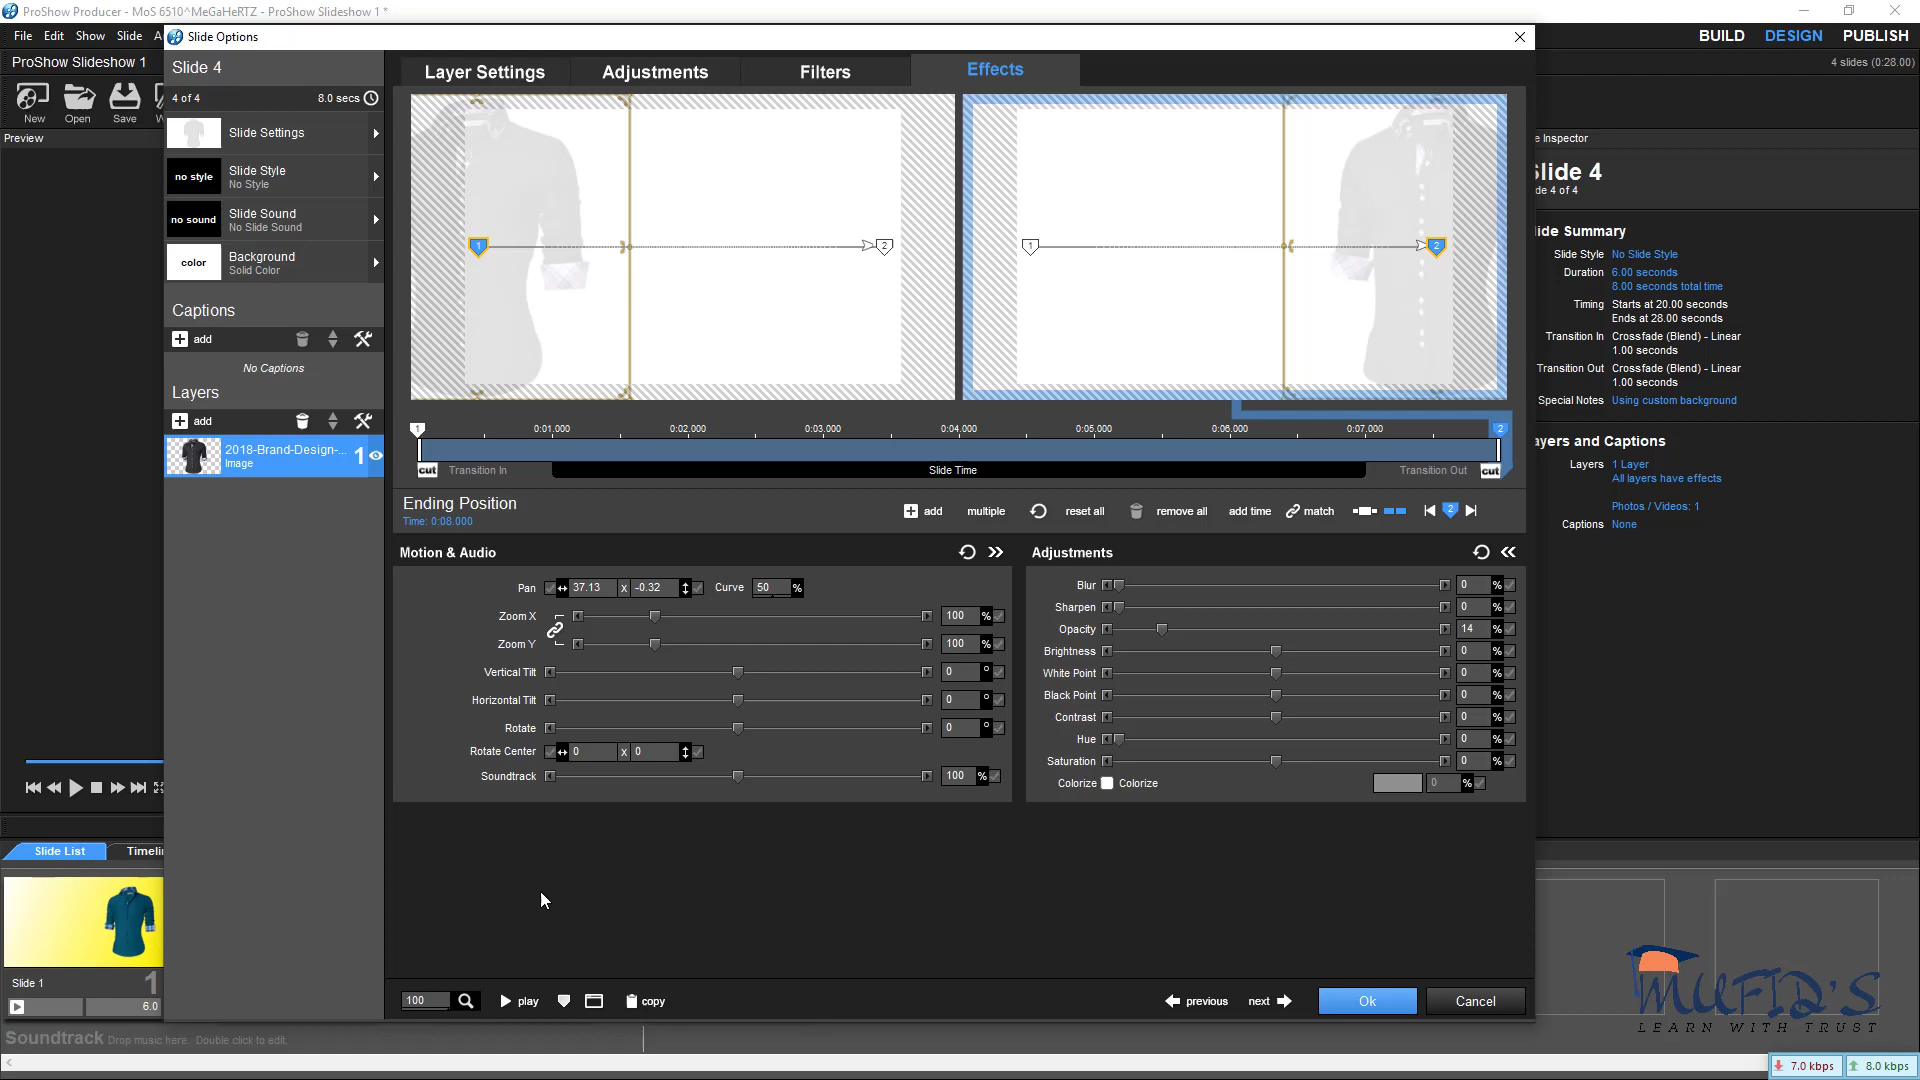 ProShow Producer - MoS 6510^MeGaHeRTZ - ProShow Slideshow 1 *
File Edit Show Slide A
Slide Options
BUILD DESIGN PUBLISH
ProShow Slideshow 1
4 slides (0:28.00)
New Open Save W
Preview
Slide 4
4 of 4 8.0 secs
Slide Settings
no style
Slide Style
No Style
no sound
Slide Sound
No Slide Sound
color
Background
Solid Color
Captions
add
No Captions
Layers
add
2018-Brand-Design-...
Image
1
Layer Settings Adjustments Filters Effects
1 2
1 2
1 0:01.000 0:02.000 0:03.000 0:04.000 0:05.000 0:06.000 0:07.000 2
cut Transition In Slide Time Transition Out cut
Ending Position
Time: 0:08.000
add multiple reset all remove all add time match 2
Motion & Audio
Pan 37.13 x -0.32 Curve 50 %
Zoom X 100 %
Zoom Y 100 %
Vertical Tilt 0 °
Horizontal Tilt 0 °
Rotate 0 °
Rotate Center 0 x 0
Soundtrack 100 %
Adjustments
Blur 0 %
Sharpen 0 %
Opacity 14 %
Brightness 0 %
White Point 0 %
Black Point 0 %
Contrast 0 %
Hue 0 %
Saturation 0 %
Colorize Colorize 0 %
100 play copy
previous next Ok Cancel
e Inspector
Slide 4
de 4 of 4
lide Summary
Slide Style No Slide Style
Duration 6.00 seconds
8.00 seconds total time
Timing Starts at 20.00 seconds
Ends at 28.00 seconds
Transition In Crossfade (Blend) - Linear
1.00 seconds
Transition Out Crossfade (Blend) - Linear
1.00 seconds
Special Notes Using custom background
ayers and Captions
Layers 1 Layer
All layers have effects
Photos / Videos: 1
Captions None
Slide List Timelin
Slide 1 1
6.0
Soundtrack Drop music here. Double click to edit.
MUFID'S
LEARN WITH TRUST
7.0 kbps 8.0 kbps